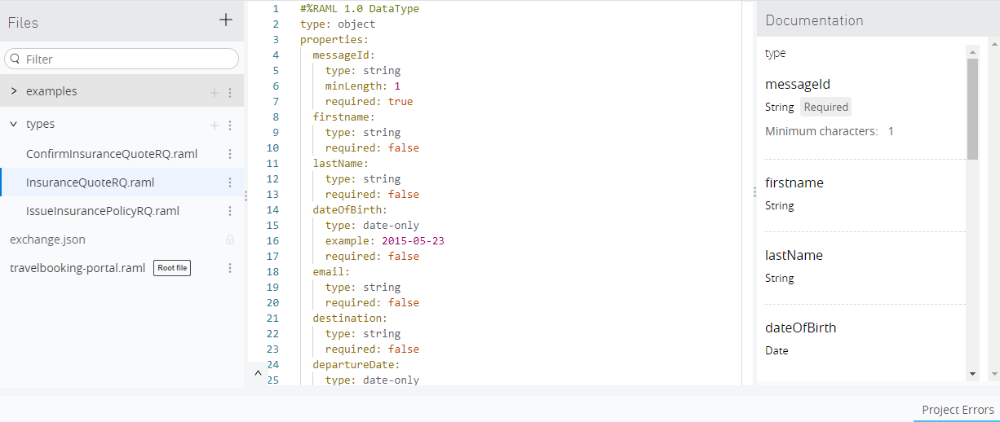 Files
Filter
examples
types
ConfirmInsuranceQuoteRQ.raml
InsuranceQuoteRQ.raml
IssueInsurancePolicyRQ.raml
exchange.json
travelbooking-portal.raml Root file
1 #%RAML 1.0 DataType
2 type: object
3 properties:
4 messageId:
5 type: string
6 minLength: 1
7 required: true
8 firstname:
9 type: string
10 required: false
11 lastName:
12 type: string
13 required: false
14 dateOfBirth:
15 type: date-only
16 example: 2015-05-23
17 required: false
18 email:
19 type: string
20 required: false
21 destination:
22 type: string
23 required: false
24 departureDate:
25 type: date-only
Documentation
type
messageId
String Required
Minimum characters: 1
firstname
String
lastName
String
dateOfBirth
Date
Project Errors